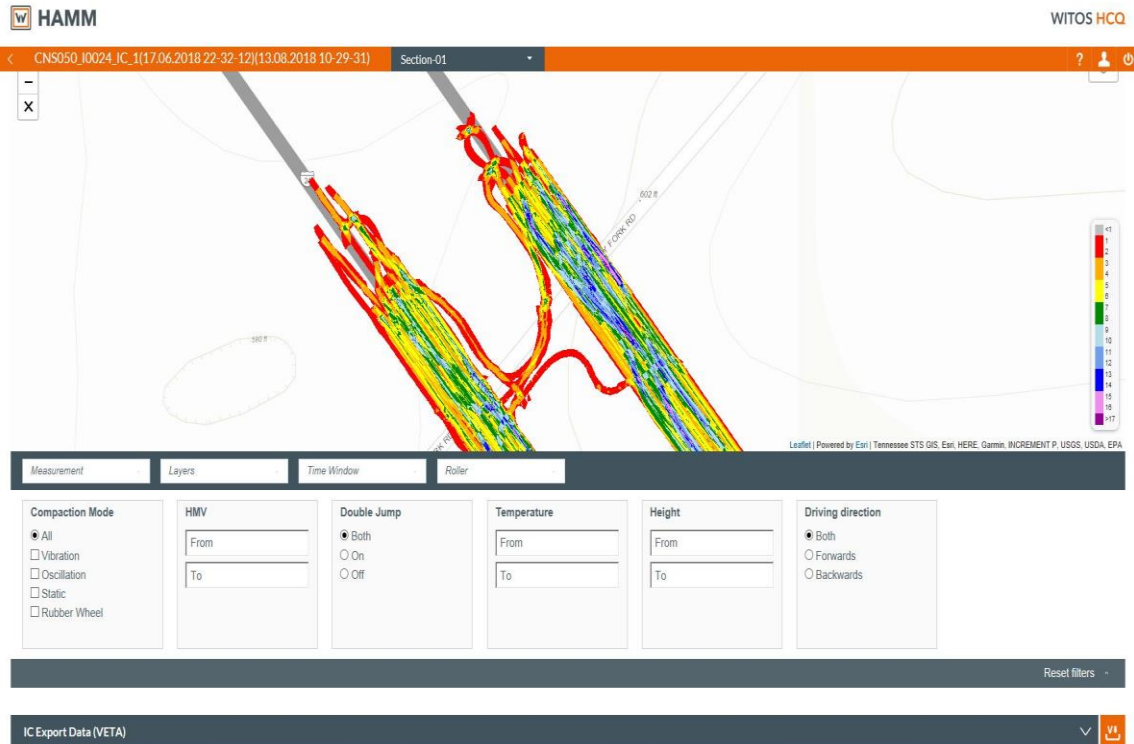 HAMM
WITOS HCQ
CNS050_I0024_IC_1(17.06.2018 22-32-12)(13.08.2018 10-29-31)
Section-01
?
−
X
602 ft
FORK RD
592 ft
<1
1
2
3
4
5
6
7
8
9
10
11
12
13
14
15
16
>17
Leaflet | Powered by Esri | Tennessee STS GIS, Esri, HERE, Garmin, INCREMENT P, USGS, USDA, EPA
Measurement
Layers
Time Window
Roller
Compaction Mode
All
Vibration
Oscillation
Static
Rubber Wheel
HMV
From
To
Double Jump
Both
On
Off
Temperature
From
To
Height
From
To
Driving direction
Both
Forwards
Backwards
Reset filters
IC Export Data (VETA)